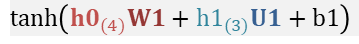 tanh(h0(4)W1 + h1(3)U1 + b1)